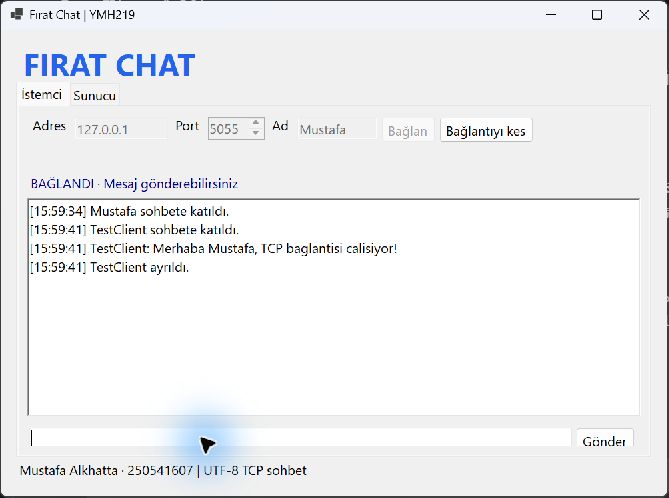 Fırat Chat | YMH219
FIRAT CHAT
İstemci Sunucu
Adres 127.0.0.1 Port 5055 Ad Mustafa Bağlan Bağlantıyı kes
BAĞLANDI · Mesaj gönderebilirsiniz
[15:59:34] Mustafa sohbete katıldı.
[15:59:41] TestClient sohbete katıldı.
[15:59:41] TestClient: Merhaba Mustafa, TCP baglantisi calisiyor!
[15:59:41] TestClient ayrıldı.
Gönder
Mustafa Alkhatta · 250541607 | UTF-8 TCP sohbet